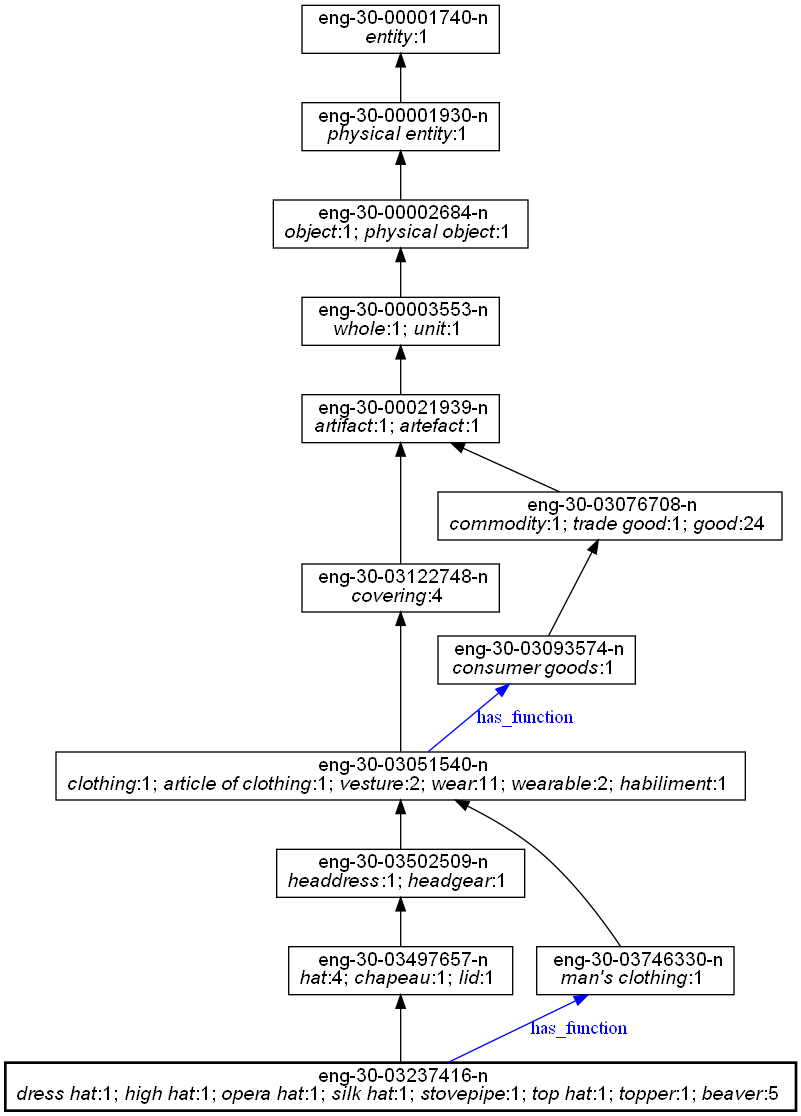 eng-30-00001740-n
entity:1
eng-30-00001930-n
physical entity:1
eng-30-00002684-n
object:1; physical object:1
eng-30-00003553-n
whole:1; unit:1
eng-30-00021939-n
artifact:1; artefact:1
eng-30-03076708-n
commodity:1; trade good:1; good:24
eng-30-03122748-n
covering:4
eng-30-03093574-n
consumer goods:1
has_function
eng-30-03051540-n
clothing:1; article of clothing:1; vesture:2; wear:11; wearable:2; habiliment:1
eng-30-03502509-n
headdress:1; headgear:1
eng-30-03497657-n
hat:4; chapeau:1; lid:1
eng-30-03746330-n
man's clothing:1
has_function
eng-30-03237416-n
dress hat:1; high hat:1; opera hat:1; silk hat:1; stovepipe:1; top hat:1; topper:1; beaver:5